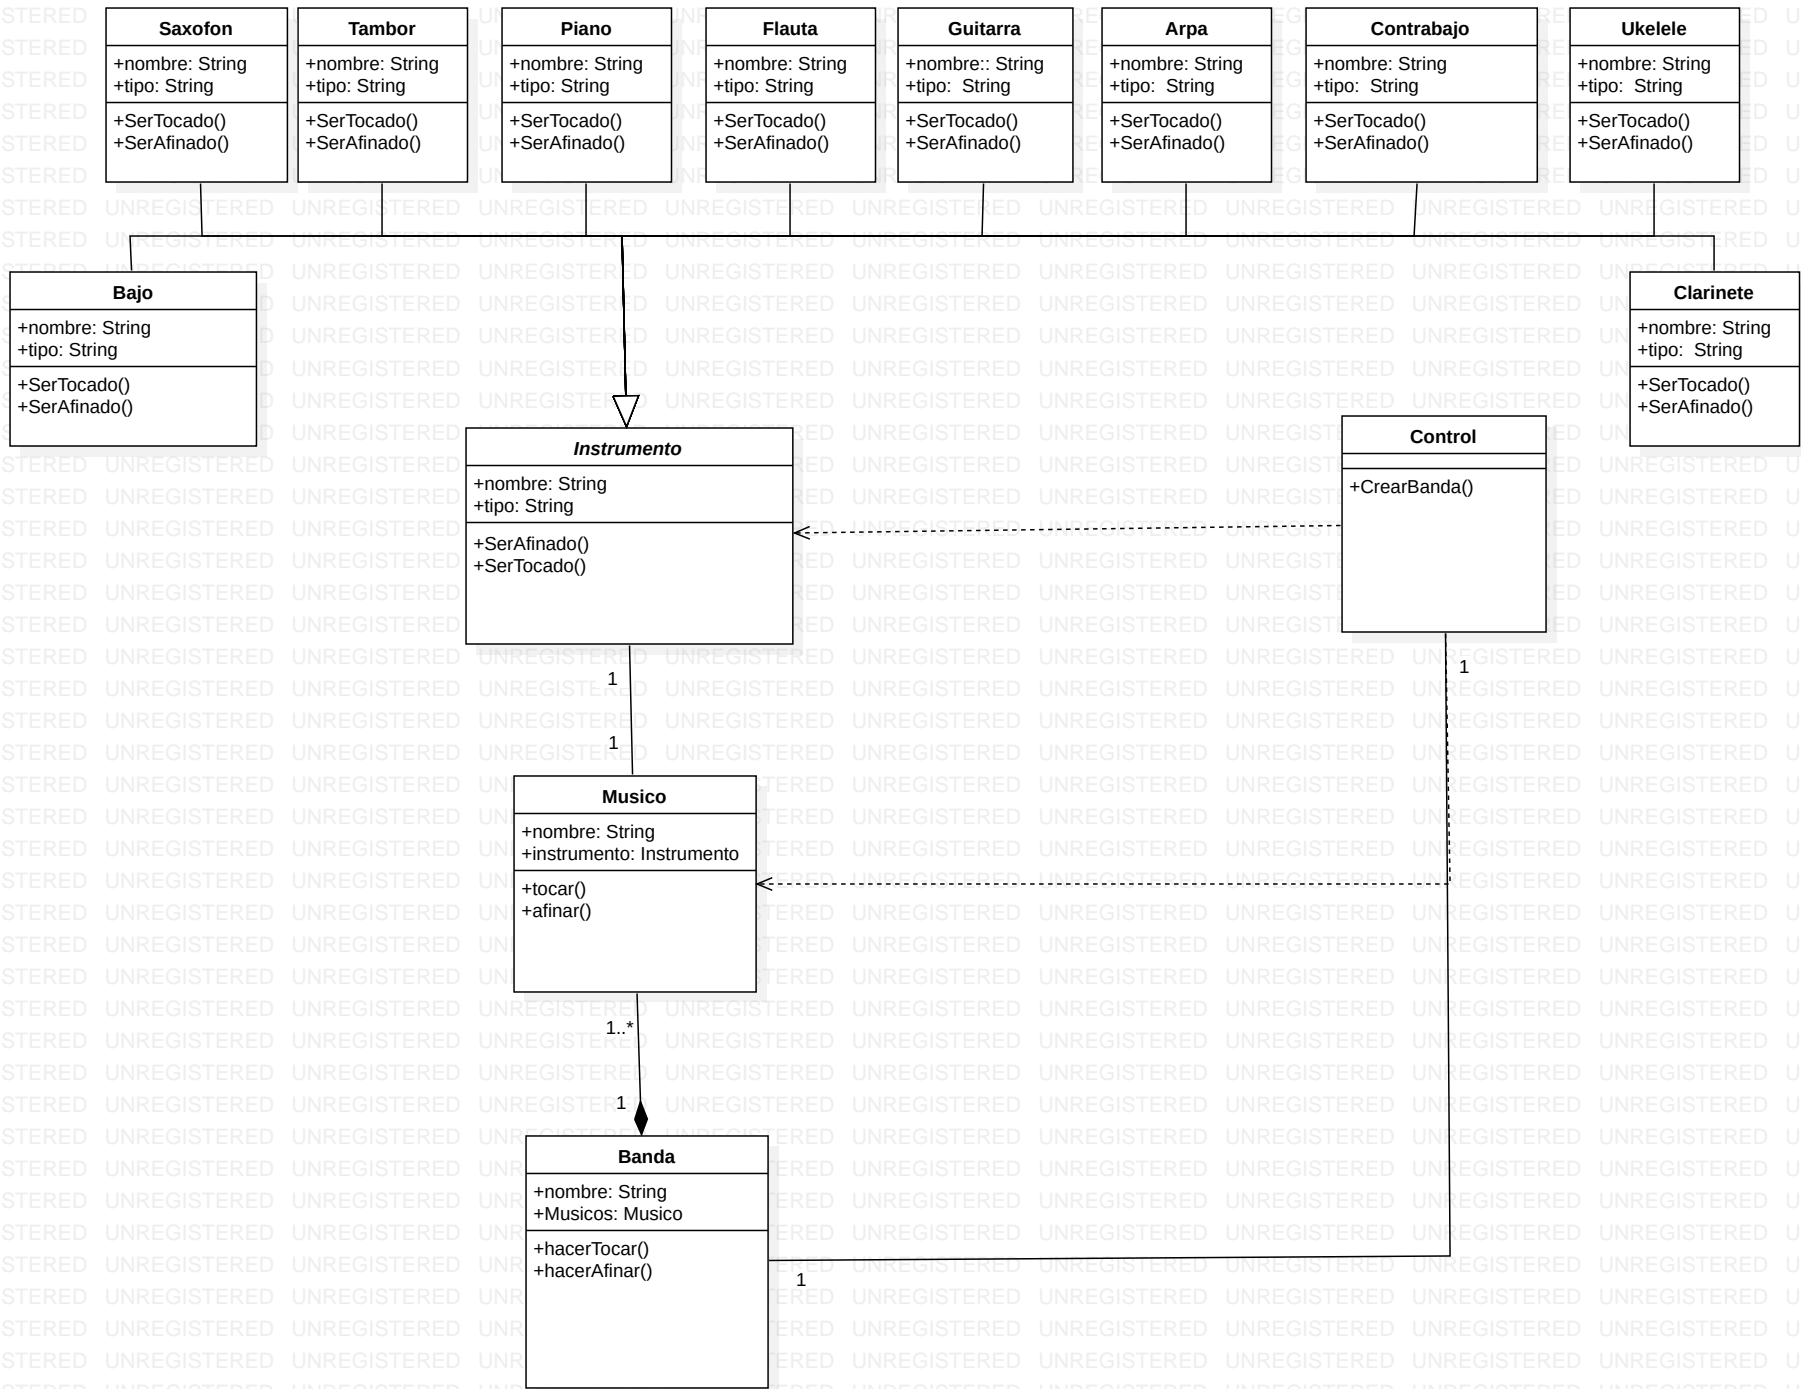 Saxofon
+nombre: String
+tipo: String
+SerTocado()
+SerAfinado()
Tambor
+nombre: String
+tipo: String
+SerTocado()
+SerAfinado()
Piano
+nombre: String
+tipo: String
+SerTocado()
+SerAfinado()
Flauta
+nombre: String
+tipo: String
+SerTocado()
+SerAfinado()
Guitarra
+nombre:: String
+tipo:  String
+SerTocado()
+SerAfinado()
Arpa
+nombre: String
+tipo:  String
+SerTocado()
+SerAfinado()
Contrabajo
+nombre: String
+tipo:  String
+SerTocado()
+SerAfinado()
Ukelele
+nombre: String
+tipo:  String
+SerTocado()
+SerAfinado()
Bajo
+nombre: String
+tipo: String
+SerTocado()
+SerAfinado()
Clarinete
+nombre: String
+tipo:  String
+SerTocado()
+SerAfinado()
Instrumento
+nombre: String
+tipo: String
+SerAfinado()
+SerTocado()
Control
+CrearBanda()
1
1
1
Musico
+nombre: String
+instrumento: Instrumento
+tocar()
+afinar()
1..*
1
Banda
+nombre: String
+Musicos: Musico
+hacerTocar()
+hacerAfinar()
1
UNREGISTERED